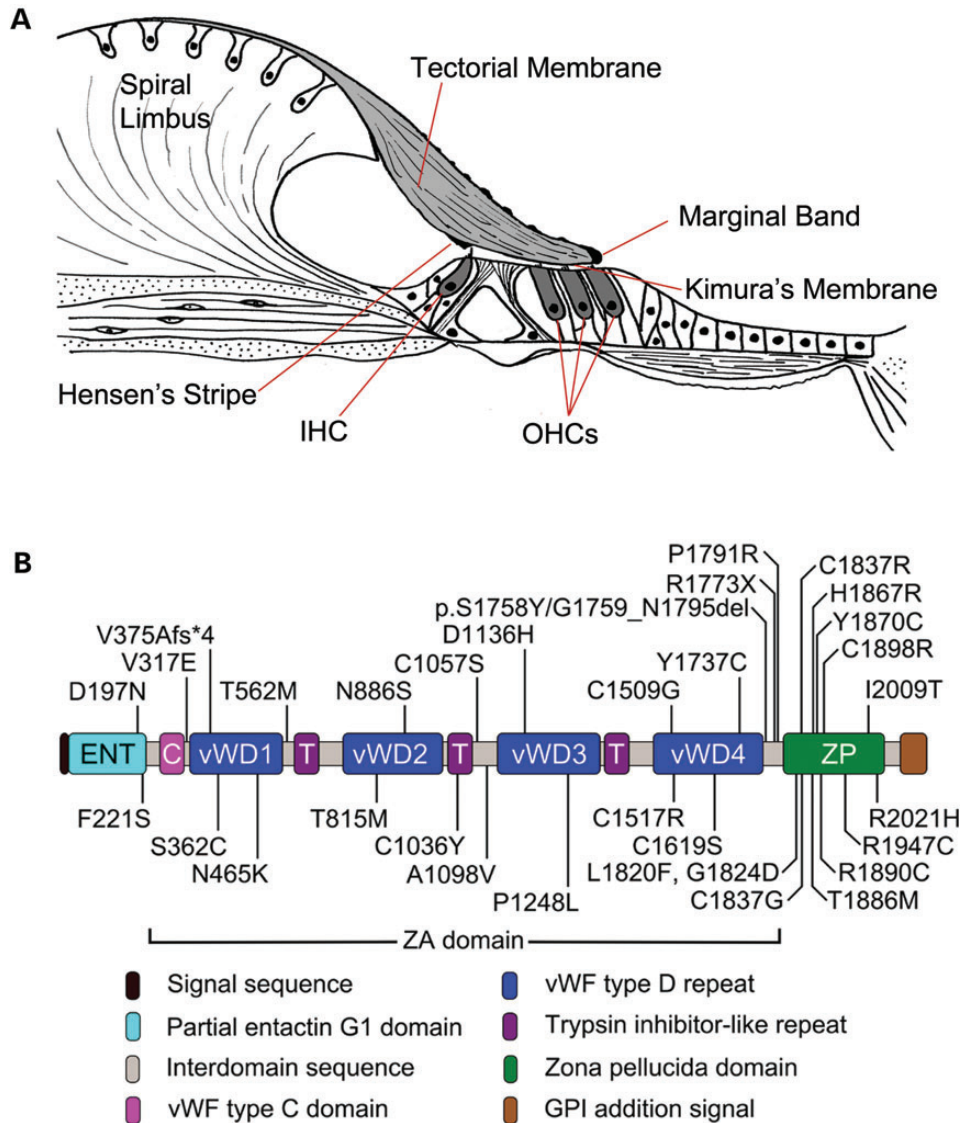 A
Spiral
Limbus
Tectorial Membrane
Marginal Band
Kimura's Membrane
Hensen's Stripe
IHC
OHCs
B
P1791R
R1773X
p.S1758Y/G1759_N1795del
C1837R
H1867R
Y1870C
C1898R
I2009T
V375Afs*4
V317E
D197N
T562M
N886S
D1136H
C1057S
C1509G
Y1737C
ENT
C
vWD1
T
vWD2
T
vWD3
T
vWD4
ZP
F221S
S362C
N465K
T815M
C1036Y
A1098V
P1248L
C1517R
C1619S
L1820F, G1824D
C1837G
R2021H
R1947C
R1890C
T1886M
ZA domain
Signal sequence
Partial entactin G1 domain
Interdomain sequence
vWF type C domain
vWF type D repeat
Trypsin inhibitor-like repeat
Zona pellucida domain
GPI addition signal